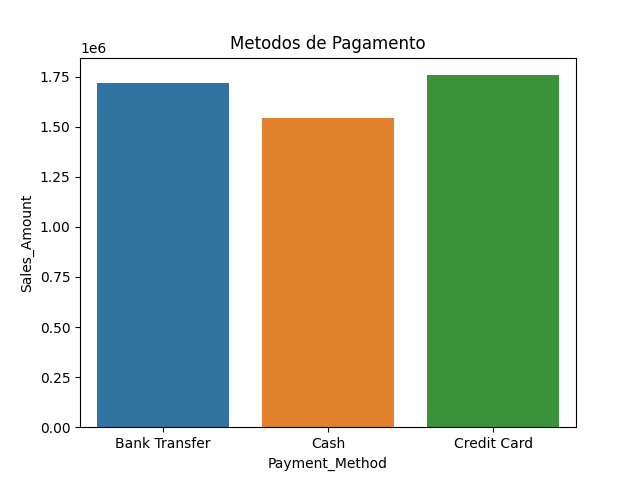 Metodos de Pagamento
1e6
1.75
1.50
1.25
1.00
0.75
0.50
0.25
0.00
Sales_Amount
Bank Transfer
Cash
Credit Card
Payment_Method